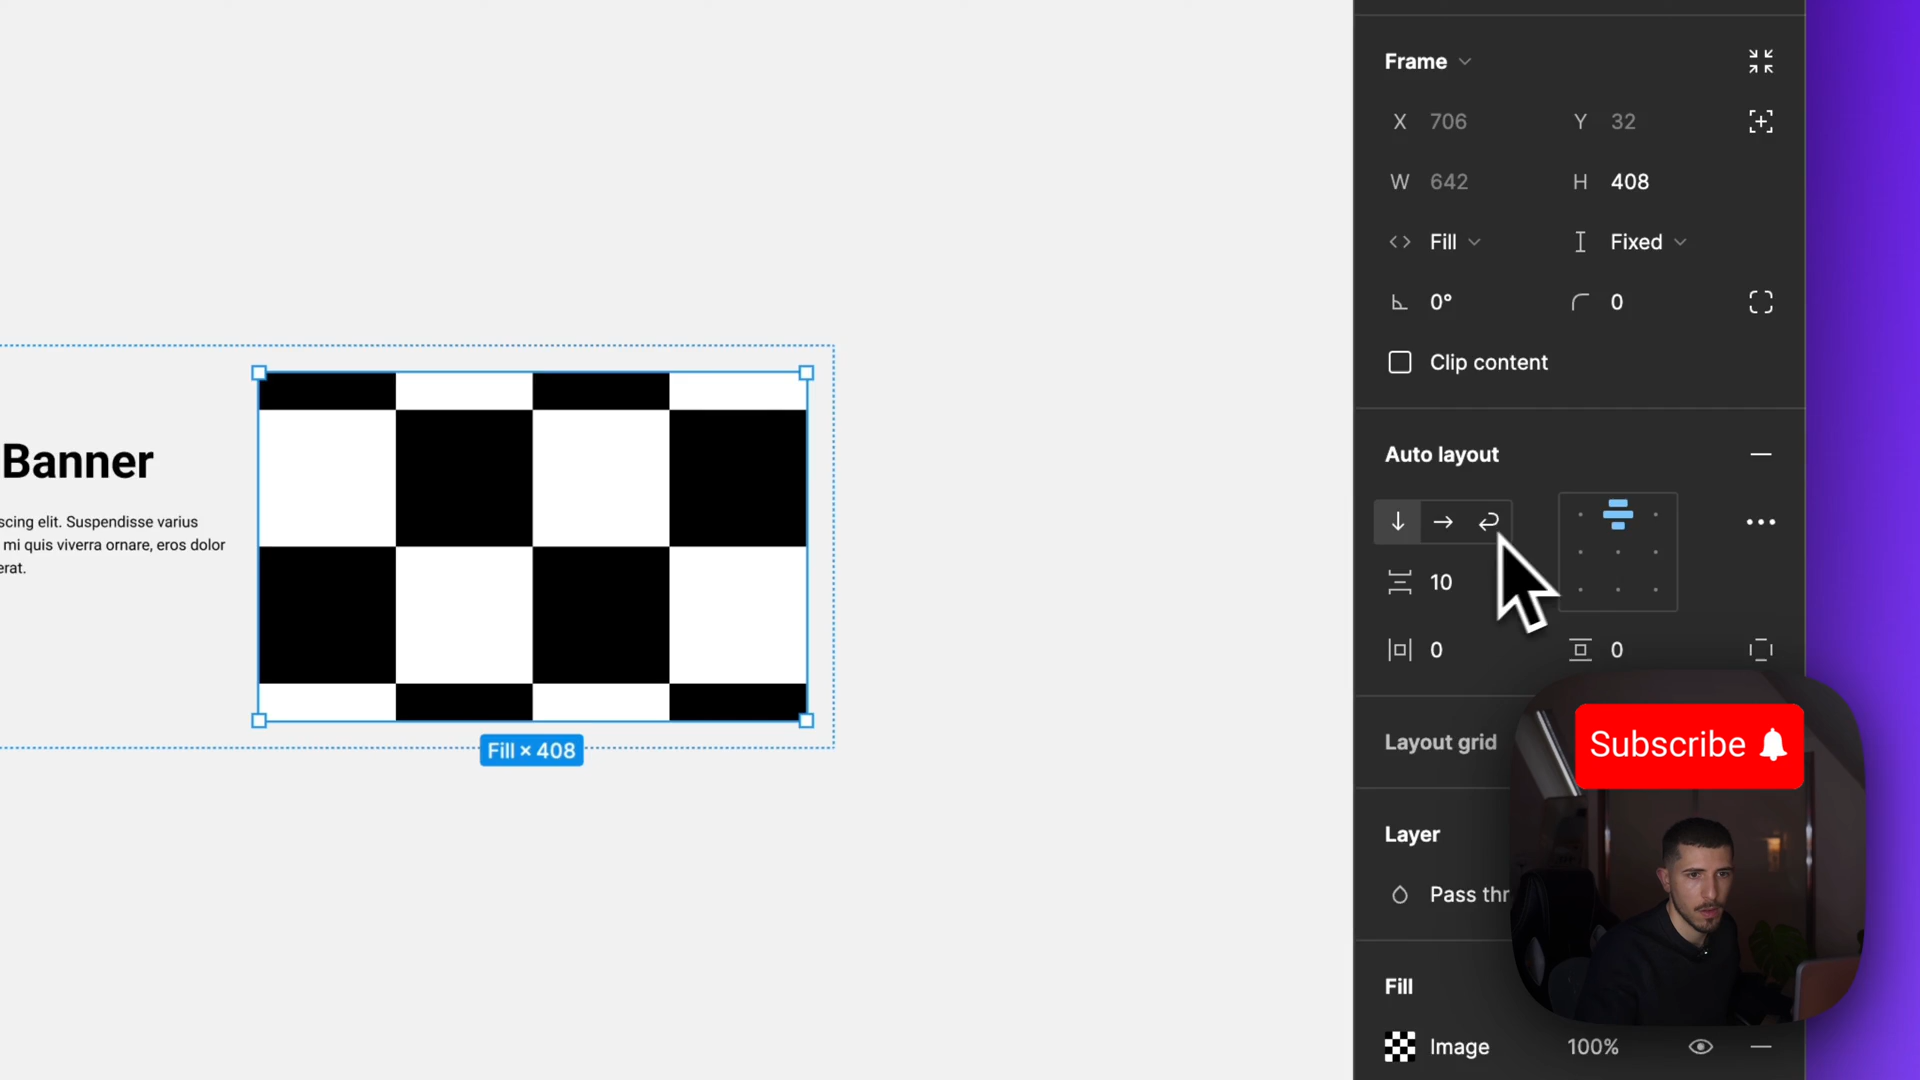 Frame
X 706 Y 32
W 642 H 408
Fill Fixed
0° 0
Clip content
Auto layout
10
0 0
Layout grid
Layer
Pass thr
Fill
Image 100%
Banner
scing elit. Suspendisse varius
mi quis viverra ornare, eros dolor
erat.
Fill × 408
Subscribe